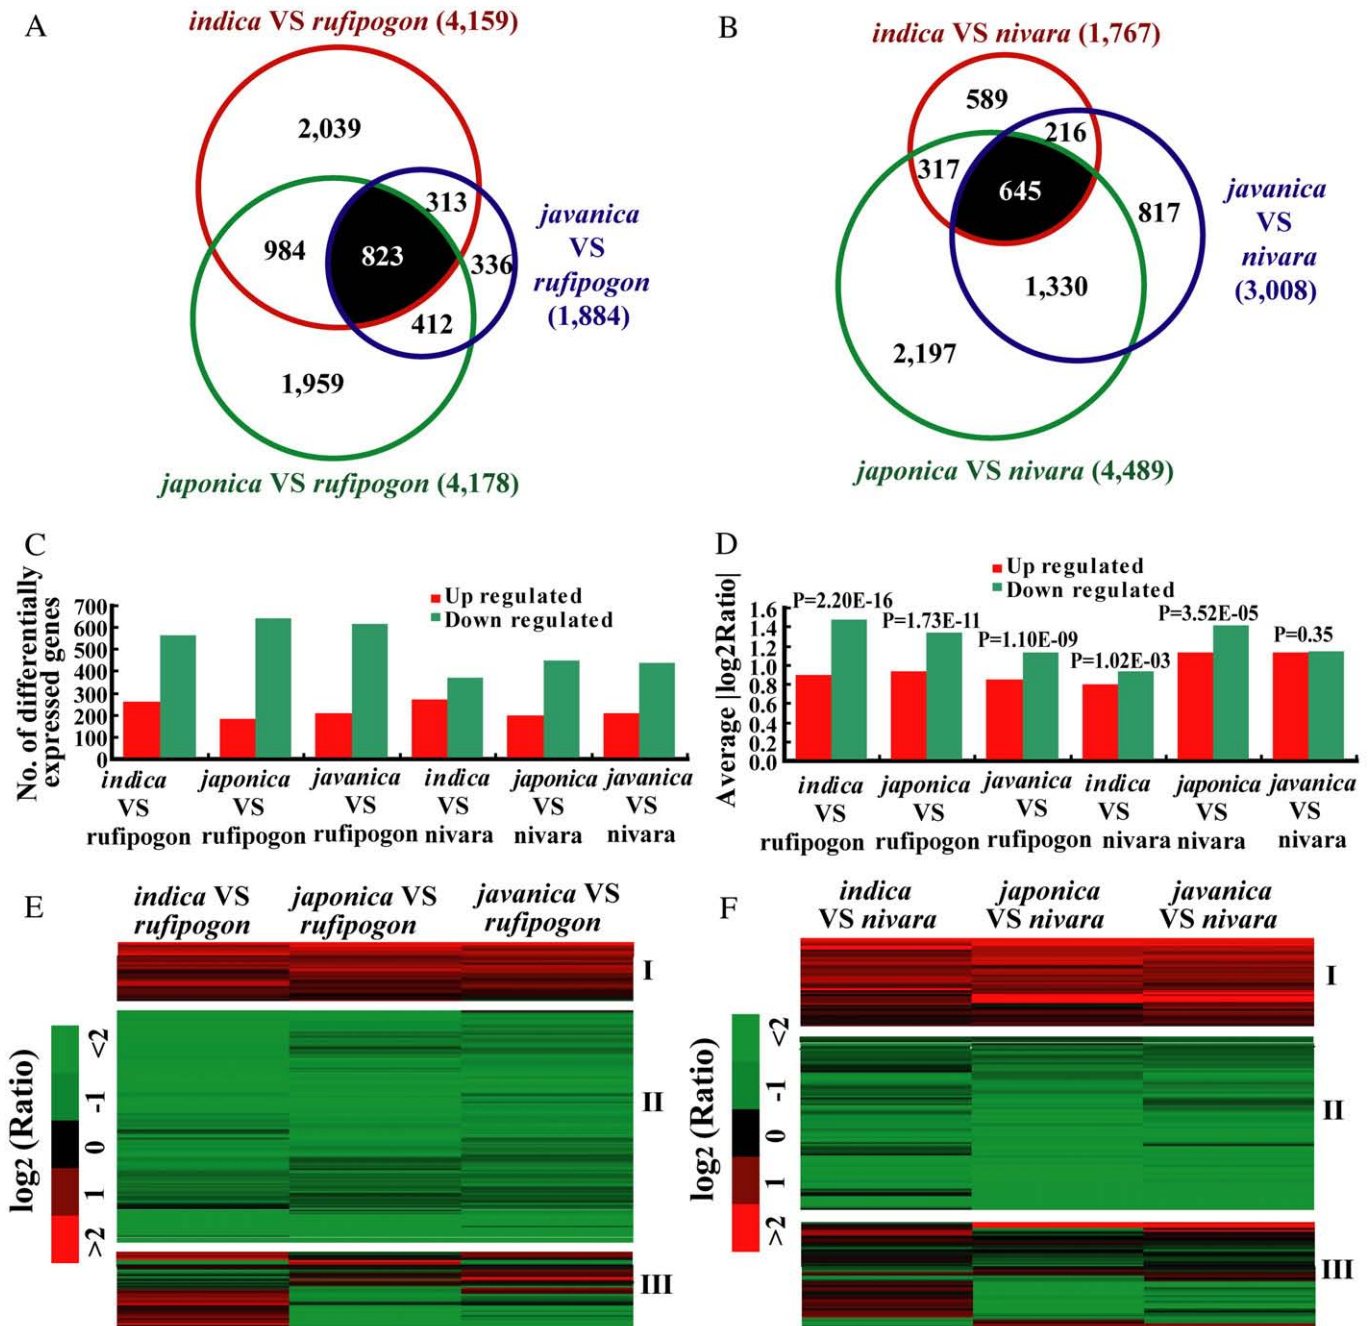 A
indica VS rufipogon (4,159)
2,039
313
984
823
336
412
1,959
javanica
VS
rufipogon
(1,884)
japonica VS rufipogon (4,178)
B
indica VS nivara (1,767)
589
216
317
645
817
1,330
2,197
javanica
VS
nivara
(3,008)
japonica VS nivara (4,489)
C
No. of differentially
expressed genes
Up regulated
Down regulated
700
600
500
400
300
200
100
0
indica
VS
rufipogon
japonica
VS
rufipogon
javanica
VS
rufipogon
indica
VS
nivara
japonica
VS
nivara
javanica
VS
nivara
D
Average |log2Ratio|
Up regulated
Down regulated
1.6
1.4
1.2
1.0
0.8
0.6
0.4
0.2
0.0
P=2.20E-16
P=1.73E-11
P=1.10E-09
P=1.02E-03
P=3.52E-05
P=0.35
indica
VS
rufipogon
japonica
VS
rufipogon
javanica
VS
rufipogon
indica
VS
nivara
japonica
VS
nivara
javanica
VS
nivara
E
indica VS
rufipogon
japonica VS
rufipogon
javanica VS
rufipogon
I
II
III
log2 (Ratio)
<2
-1
0
1
>2
F
indica
VS nivara
japonica
VS nivara
javanica
VS nivara
I
II
III
log2 (Ratio)
<2
-1
0
1
>2